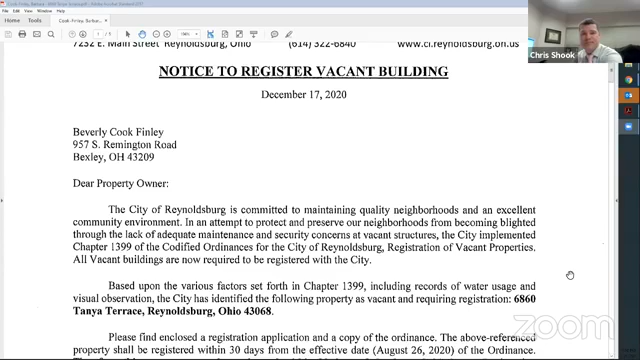 Home Tools Cook-Finley, Barbara...
File Edit View Window Help
7232 E. Main Street Reynoldsburg, Ohio (614) 322-6840 www.ci.reynoldsburg.oh.us
Chris Shook
NOTICE TO REGISTER VACANT BUILDING
December 17, 2020
Beverly Cook Finley
957 S. Remington Road
Bexley, OH 43209
Dear Property Owner:
The City of Reynoldsburg is committed to maintaining quality neighborhoods and an excellent
community environment. In an attempt to protect and preserve our neighborhoods from becoming blighted
through the lack of adequate maintenance and security concerns at vacant structures, the City implemented
Chapter 1399 of the Codified Ordinances for the City of Reynoldsburg, Registration of Vacant Properties.
All Vacant buildings are now required to be registered with the City.
Based upon the various factors set forth in Chapter 1399, including records of water usage and
visual observation, the City has identified the following property as vacant and requiring registration: 6860
Tanya Terrace, Reynoldsburg, Ohio 43068.
zoom
Please find enclosed a registration application and a copy of the ordinance. The above-referenced
property shall be registered within 30 days from the effective date (August 26, 2020) of the Ordinance.